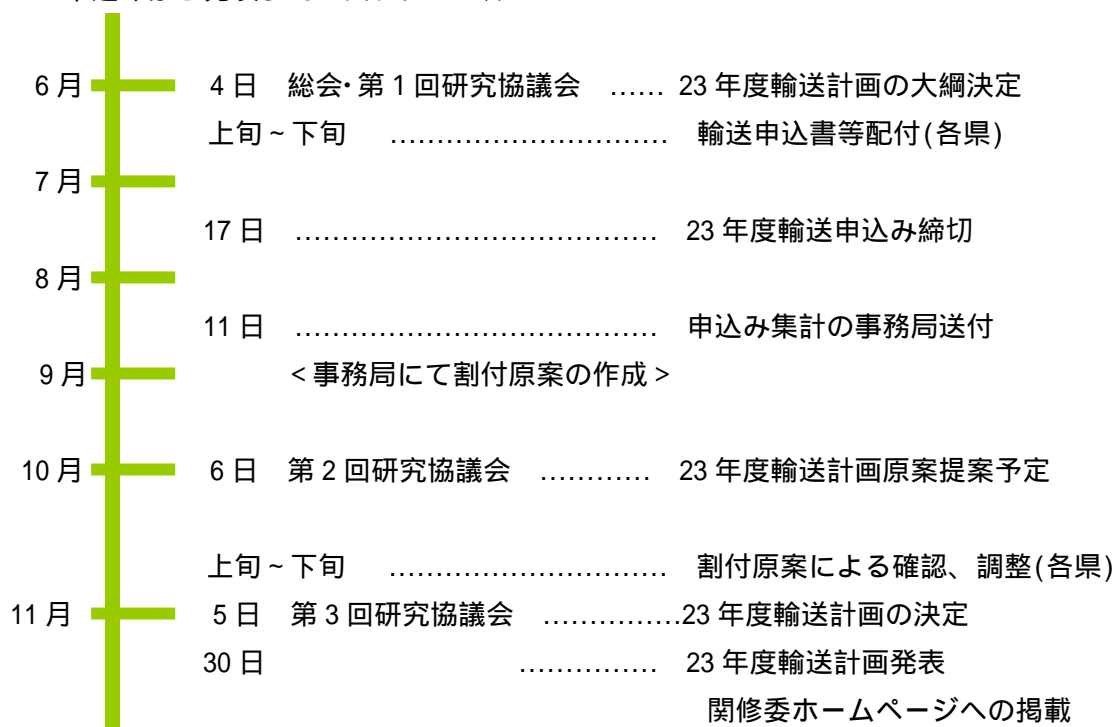 6月 4日 総会・第1回研究協議会 …… 23年度輸送計画の大綱決定
上旬~下旬 ………………………… 輸送申込書等配付(各県)
7月
17日 ………………………………… 23年度輸送申込み締切
8月
11日 ………………………………… 申込み集計の事務局送付
9月 <事務局にて割付原案の作成>
10月 6日 第2回研究協議会 ………… 23年度輸送計画原案提案予定
上旬~下旬 ………………………… 割付原案による確認、調整(各県)
11月 5日 第3回研究協議会 ……………23年度輸送計画の決定
30日 …………… 23年度輸送計画発表
関修委ホームページへの掲載